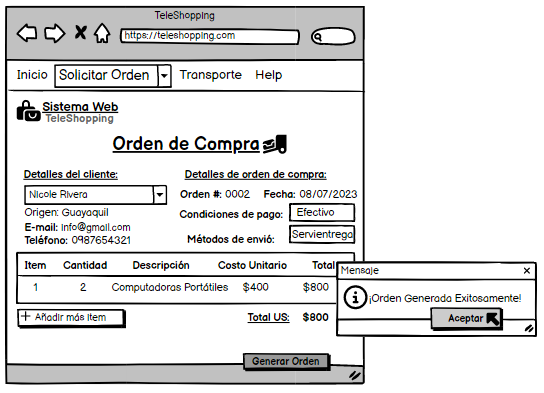 TeleShopping
https://teleshopping.com
Inicio Solicitar Orden Transporte Help
Sistema Web
TeleShopping
Orden de Compra
Detalles del cliente: Detalles de orden de compra:
Nicole Rivera Orden #: 0002 Fecha: 08/07/2023
Origen: Guayaquil Condiciones de pago: Efectivo
E-mail: Info@gmail.com
Teléfono: 0987654321 Métodos de envió: Servientrega
Item Cantidad Descripción Costo Unitario Total
1 2 Computadoras Portátiles $400 $800
+ Añadir más item Total US: $800
Generar Orden
Mensaje x
¡Orden Generada Exitosamente!
Aceptar